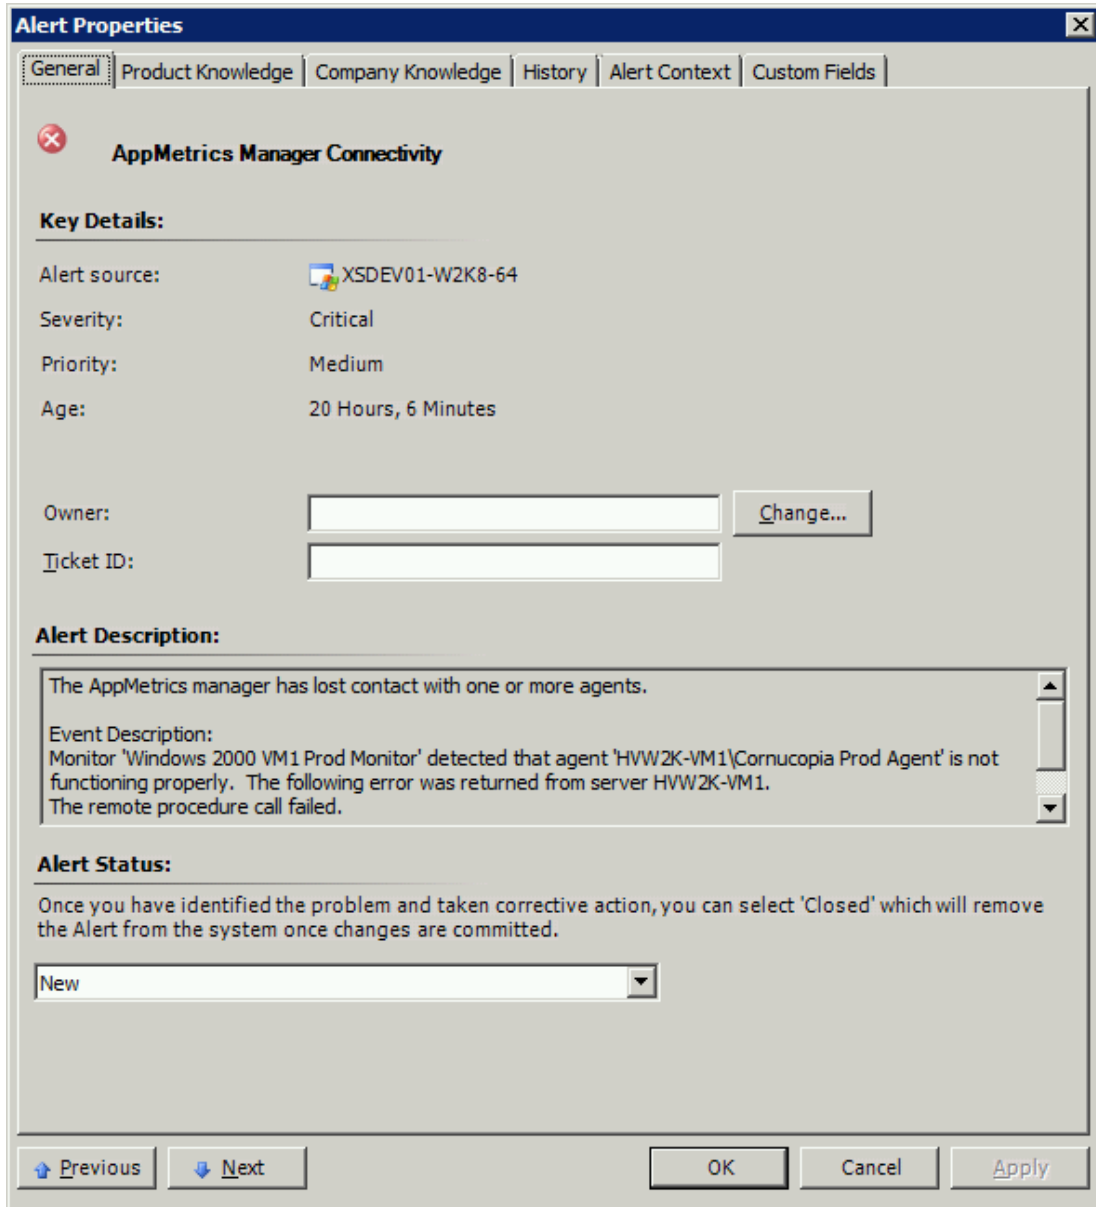 Alert Properties
General Product Knowledge Company Knowledge History Alert Context Custom Fields
AppMetrics Manager Connectivity
Key Details:
Alert source: XSDEV01-W2K8-64
Severity: Critical
Priority: Medium
Age: 20 Hours, 6 Minutes
Owner: Change...
Ticket ID:
Alert Description:
The AppMetrics manager has lost contact with one or more agents.
Event Description:
Monitor 'Windows 2000 VM1 Prod Monitor' detected that agent 'HVW2K-VM1\Cornucopia Prod Agent' is not
functioning properly.  The following error was returned from server HVW2K-VM1.
The remote procedure call failed.
Alert Status:
Once you have identified the problem and taken corrective action, you can select 'Closed' which will remove
the Alert from the system once changes are committed.
New
Previous Next OK Cancel Apply